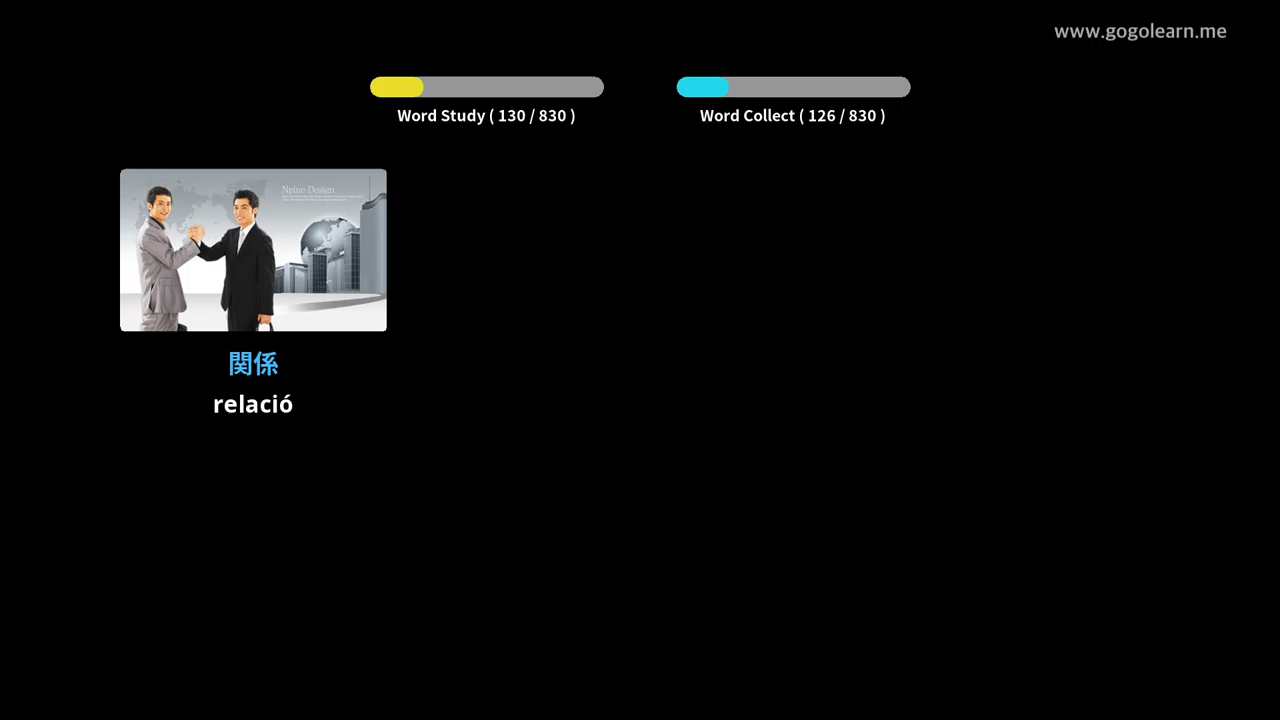 www.gogolearn.me
Word Study ( 130 / 830 )
Word Collect ( 126 / 830 )
Npine Design
関係
relació